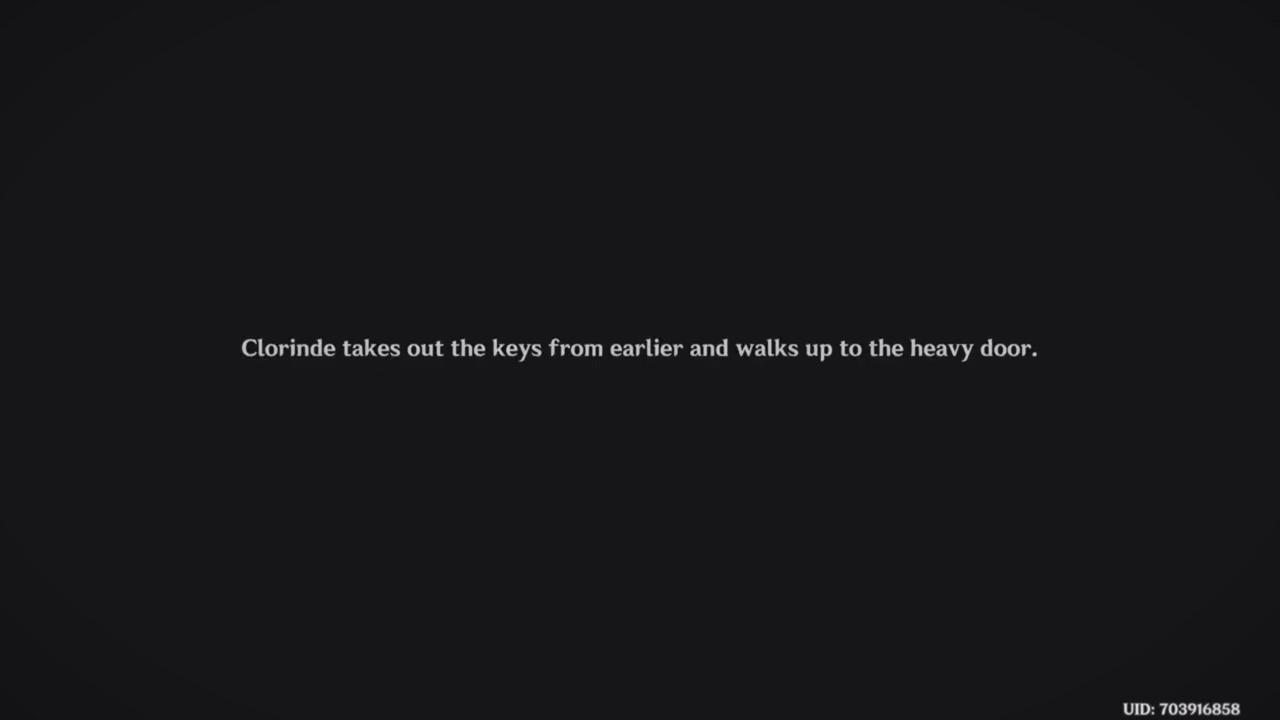 Clorinde takes out the keys from earlier and walks up to the heavy door.
UID: 703916858